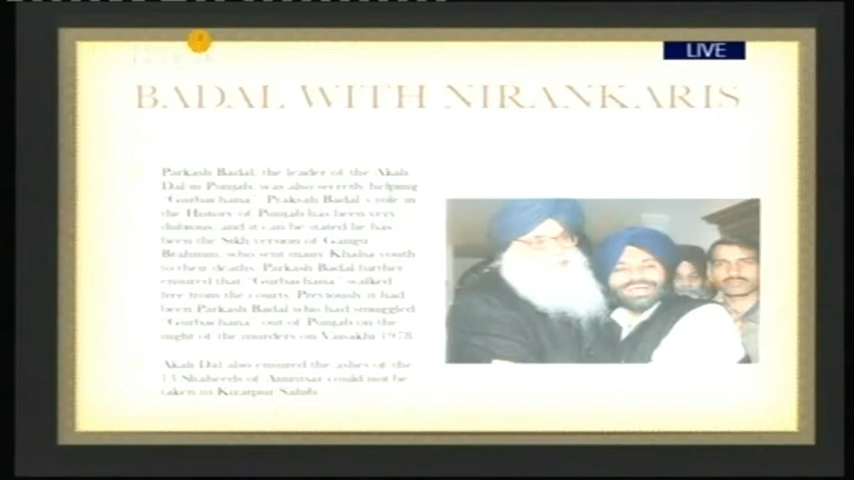 LIVE
BADAL WITH NIRANKARIS
Parkash Badal, the leader of the Akali
Dal in Punjab, was also secretly helping
"Gurbachana". Prakash Badal's role in
the History of Punjab has been very
dubious, and it can be stated he has
been the Sikh version of Gangu
Brahman, who sent many Khalsa youth
to their deaths. Parkash Badal further
ensured that "Gurbachana" walked
free from the courts. Previously it had
been Parkash Badal who had smuggled
"Gurbachana" out of Punjab on the
night of the murders on Vaisakhi 1978.
Akali Dal also ensured the ashes of the
13 Shaheeds of Amritsar could not be
taken to Kiratpur Sahib.